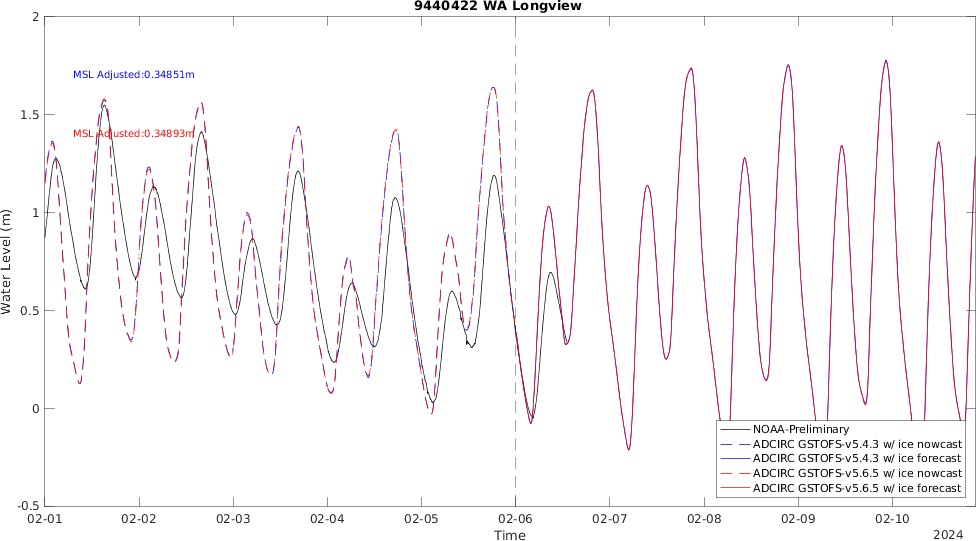 9440422 WA Longview
MSL Adjusted:0.34851m
MSL Adjusted:0.34893m
Water Level (m)
2
1.5
1
0.5
0
-0.5
NOAA-Preliminary
ADCIRC GSTOFS-v5.4.3 w/ ice nowcast
ADCIRC GSTOFS-v5.4.3 w/ ice forecast
ADCIRC GSTOFS-v5.6.5 w/ ice nowcast
ADCIRC GSTOFS-v5.6.5 w/ ice forecast
02-01 02-02 02-03 02-04 02-05 02-06 02-07 02-08 02-09 02-10
Time
2024